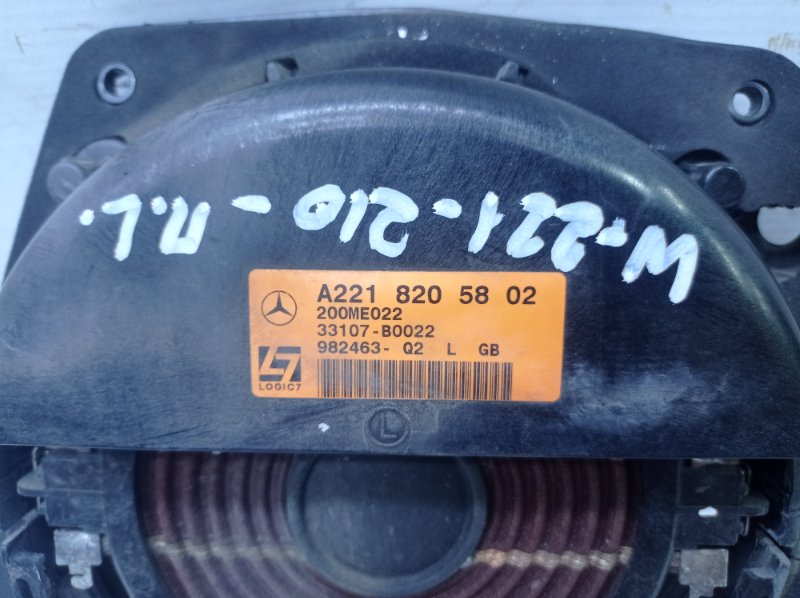 W-221-210-П.L.
A221 820 58 02
200ME022
33107-B0022
982463- Q2 L GB
LOGIC7
L